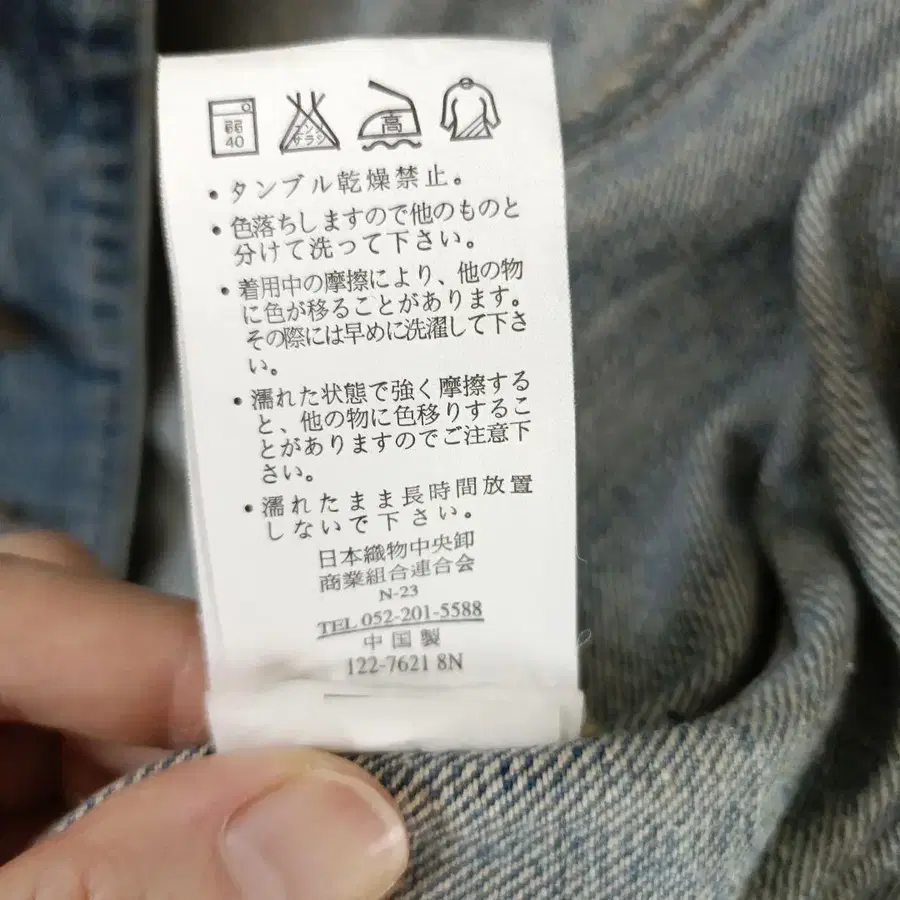 弱
40
エンソ
サラシ
高
・タンブル乾燥禁止。
・色落ちしますので他のものと
分けて洗って下さい。
・着用中の摩擦により、他の物
に色が移ることがあります。
その際には早めに洗濯して下さ
い。
・濡れた状態で強く摩擦する
と、他の物に色移りするこ
とがありますのでご注意下
さい。
・濡れたまま長時間放置
しないで下さい。
日本織物中央卸
商業組合連合会
N-23
TEL 052-201-5588
中国製
122-7621 8N